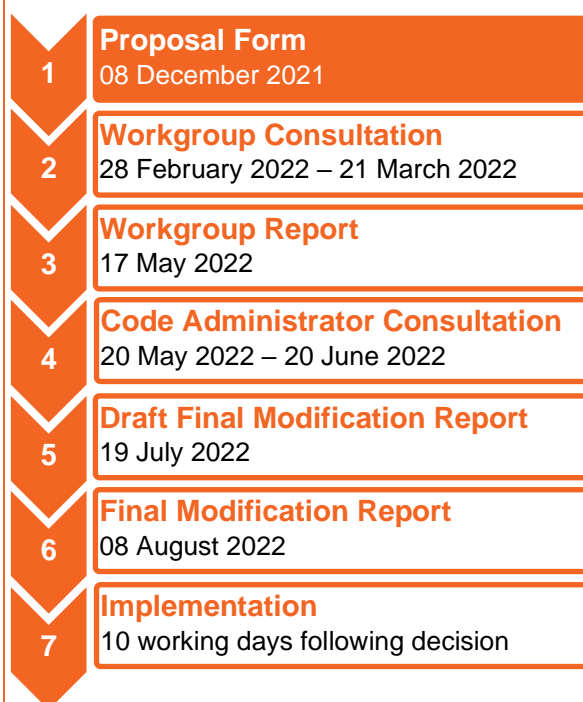 1
Proposal Form
08 December 2021
2
Workgroup Consultation
28 February 2022 – 21 March 2022
3
Workgroup Report
17 May 2022
4
Code Administrator Consultation
20 May 2022 – 20 June 2022
5
Draft Final Modification Report
19 July 2022
6
Final Modification Report
08 August 2022
7
Implementation
10 working days following decision